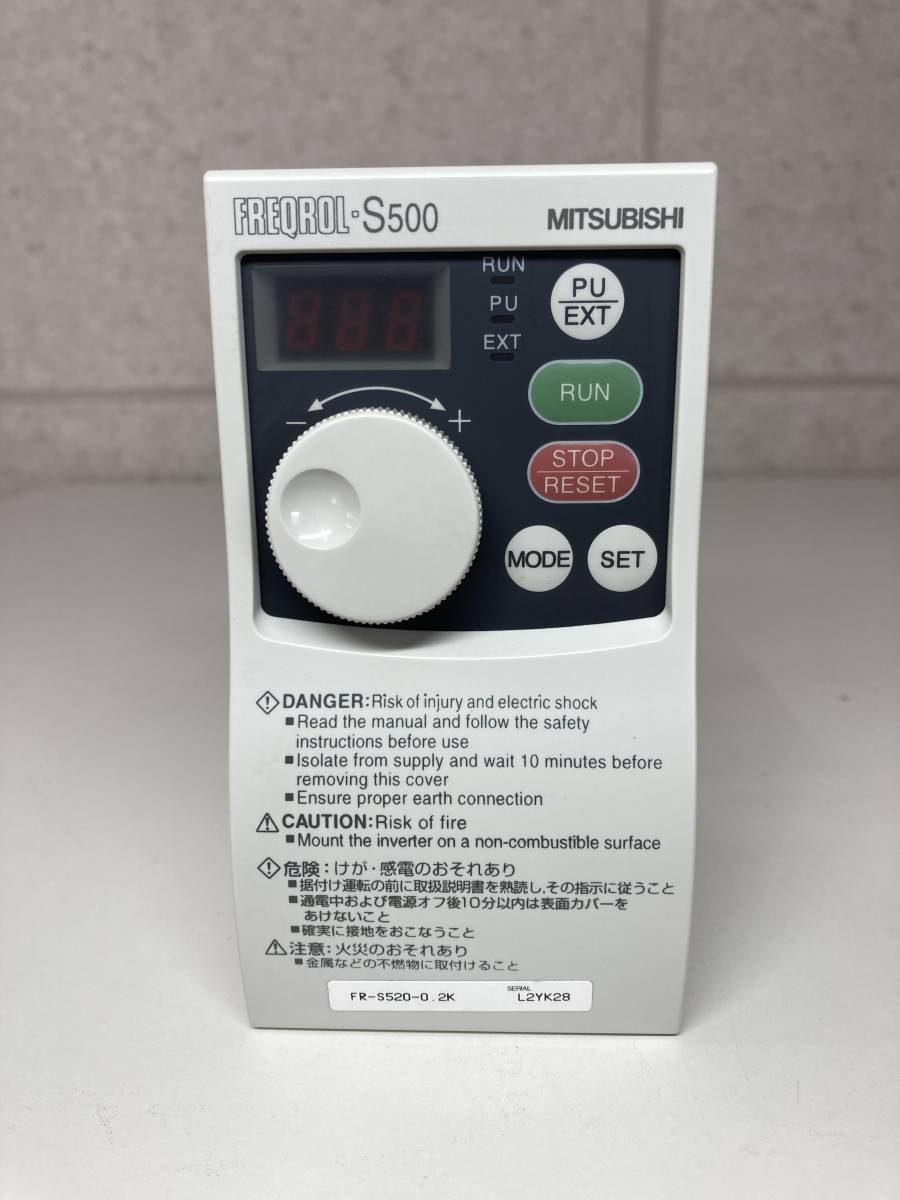 FREQROL-S500
MITSUBISHI
888
RUN
PU
EXT
PU
EXT
RUN
STOP
RESET
MODE
SET
− +
DANGER:Risk of injury and electric shock
■Read the manual and follow the safety
instructions before use
■Isolate from supply and wait 10 minutes before
removing this cover
■Ensure proper earth connection
CAUTION:Risk of fire
■Mount the inverter on a non-combustible surface
危険:けが・感電のおそれあり
■据付け運転の前に取扱説明書を熟読し,その指示に従うこと
■通電中および電源オフ後10分以内は表面カバーを
あけないこと
■確実に接地をおこなうこと
注意:火災のおそれあり
■金属などの不燃物に取付けること
FR-S520-0.2K
SERIAL
L2YK28